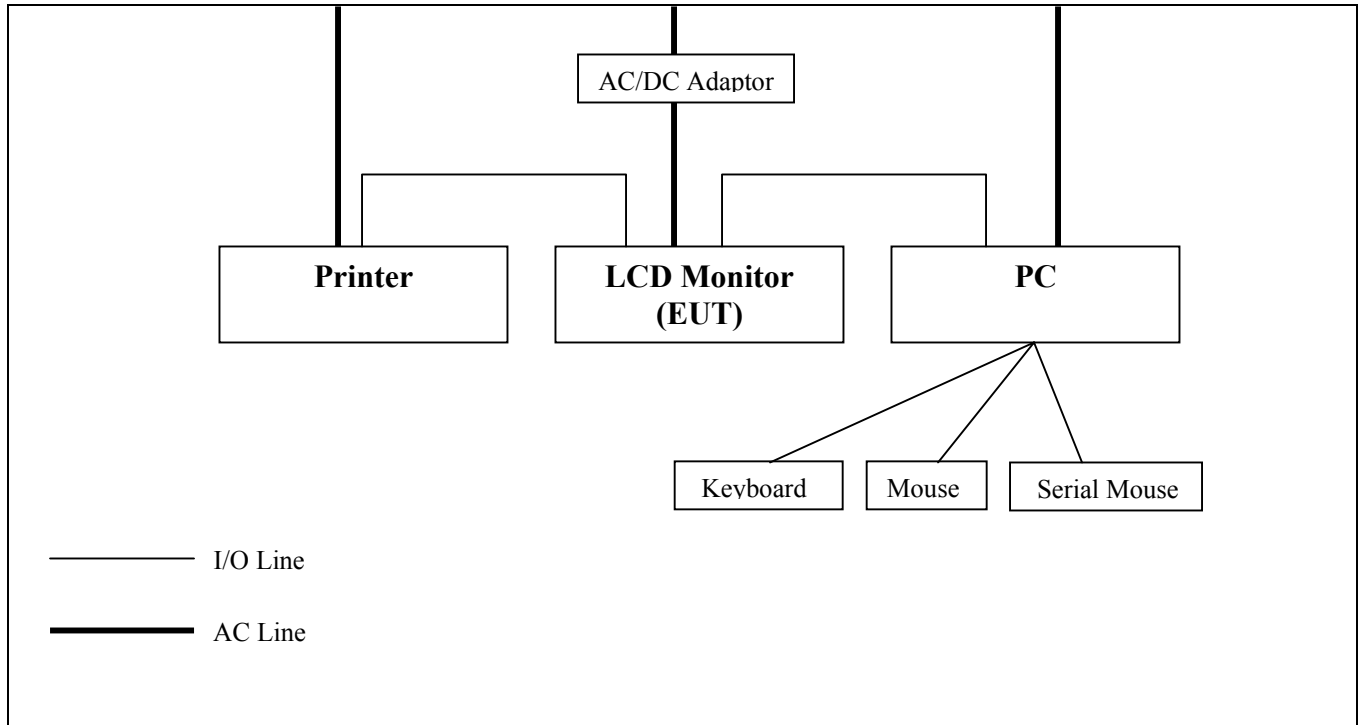 AC/DC Adaptor
Printer
LCD Monitor
(EUT)
PC
Keyboard
Mouse
Serial Mouse
I/O Line
AC Line